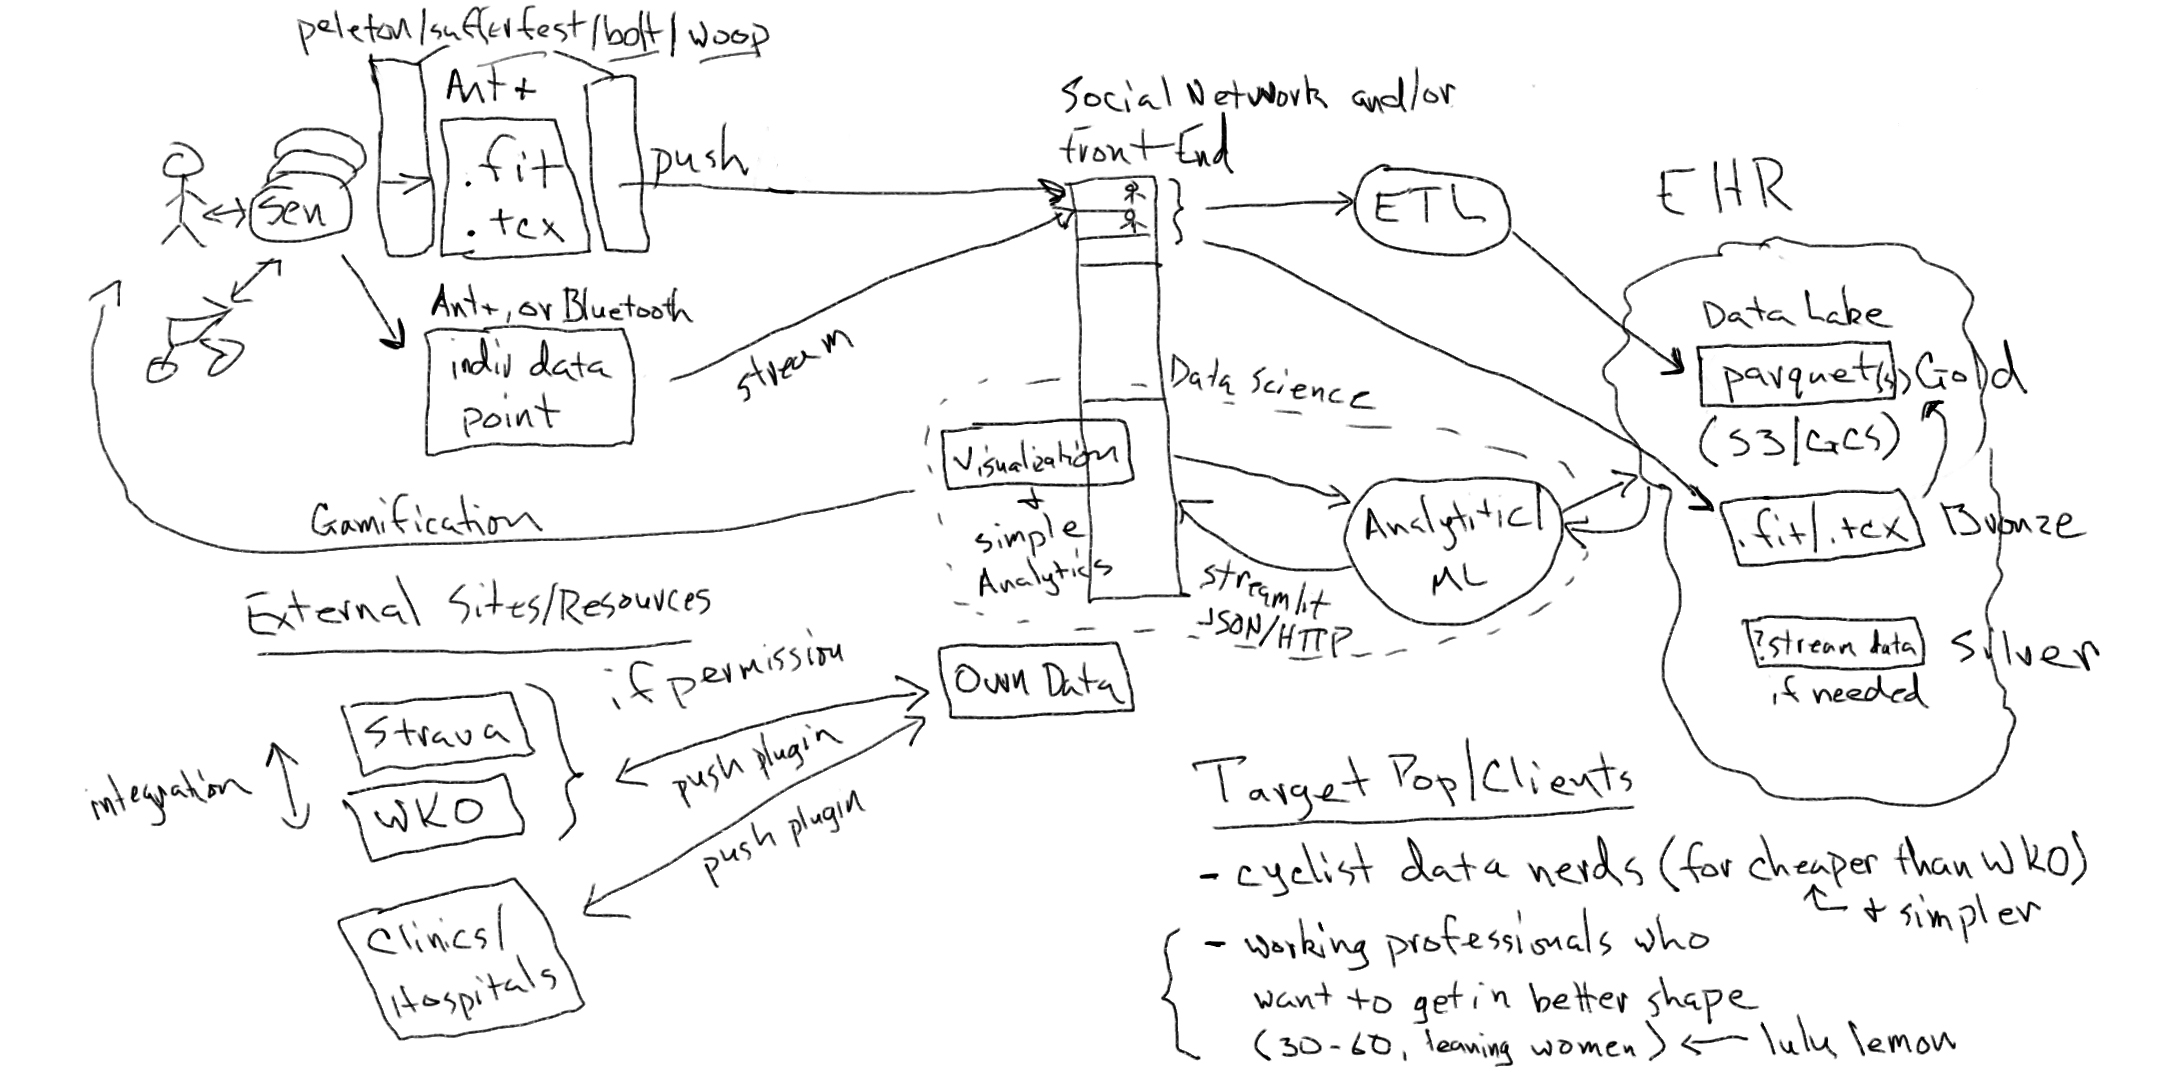 peleton/sufferfest/bolt/woop
Ant+
.fit
.tcx
sen
push
Ant+, or Bluetooth
indiv data
point
stream
Gamification
Social Network and/or
Front-End
ETL
EHR
Data Lake
parquet(s) Gold
(S3/GCS)
.fit/.tcx Bronze
?stream data Silver
if needed
Data Science
Visualization
+
simple
Analytics
Analytiticl
ML
streamlit
JSON/HTTP
External Sites/Resources
if permission
Own Data
Strava
WKO
integration
push plugin
push plugin
Clinics/
Hospitals
Target Pop/Clients
- cyclist data nerds (for cheaper than WKO)
+ simpler
- working professionals who
want to get in better shape
(30-60, leaning women) ← lulu lemon